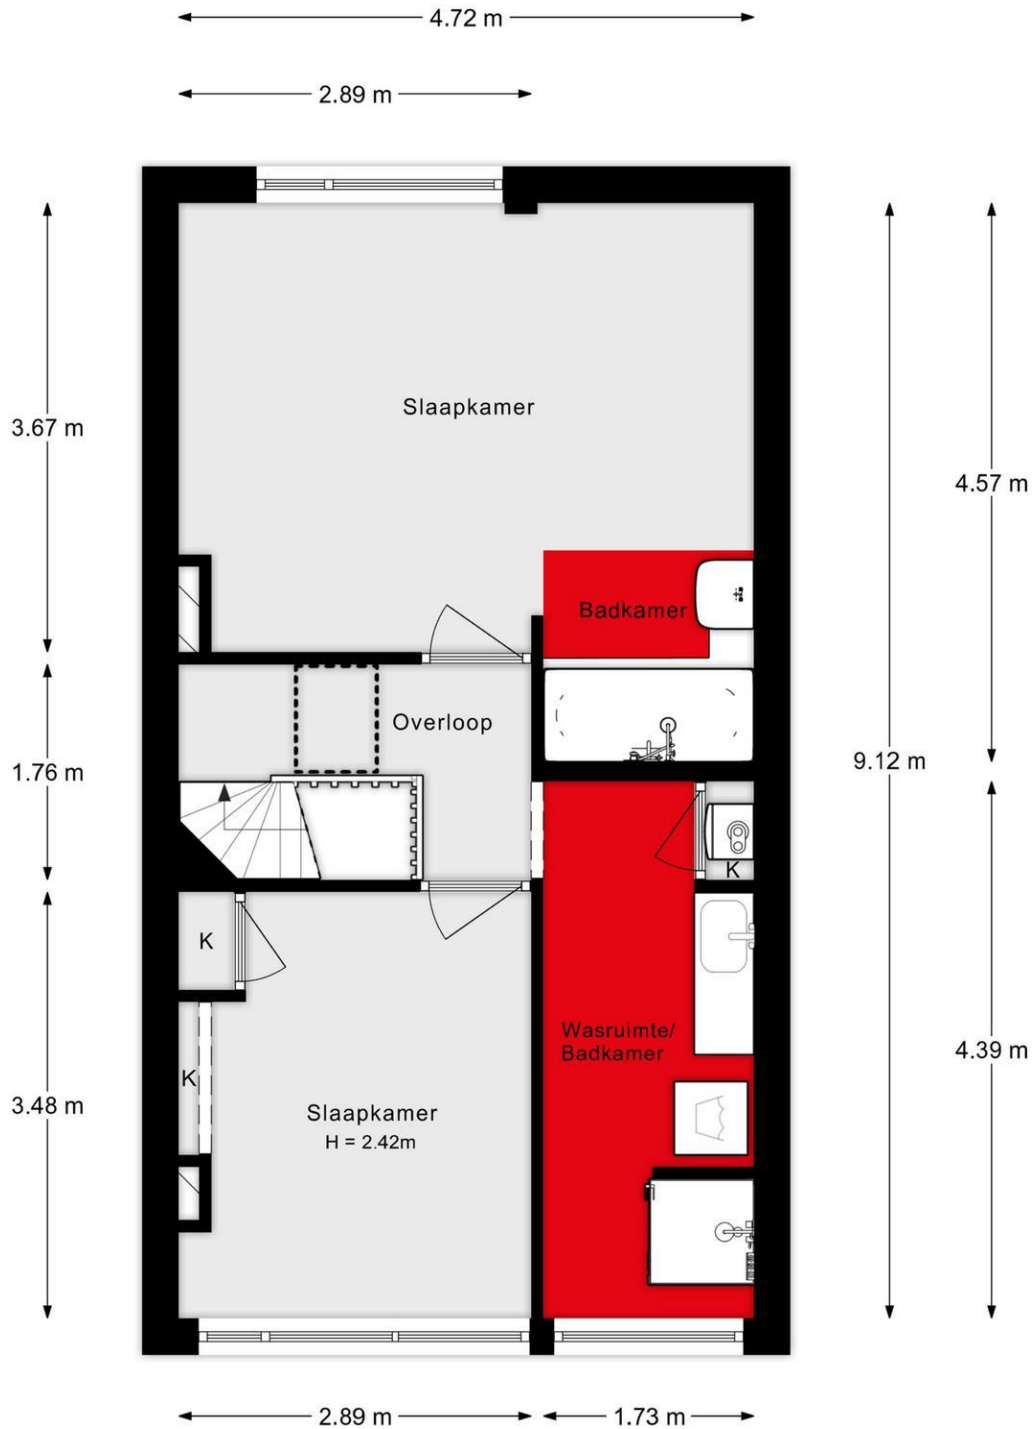 4.72 m
2.89 m
Slaapkamer
3.67 m
4.57 m
Badkamer
Overloop
1.76 m
9.12 m
K
K
Wasruimte/
Badkamer
4.39 m
K
3.48 m
Slaapkamer
H = 2.42m
2.89 m
1.73 m